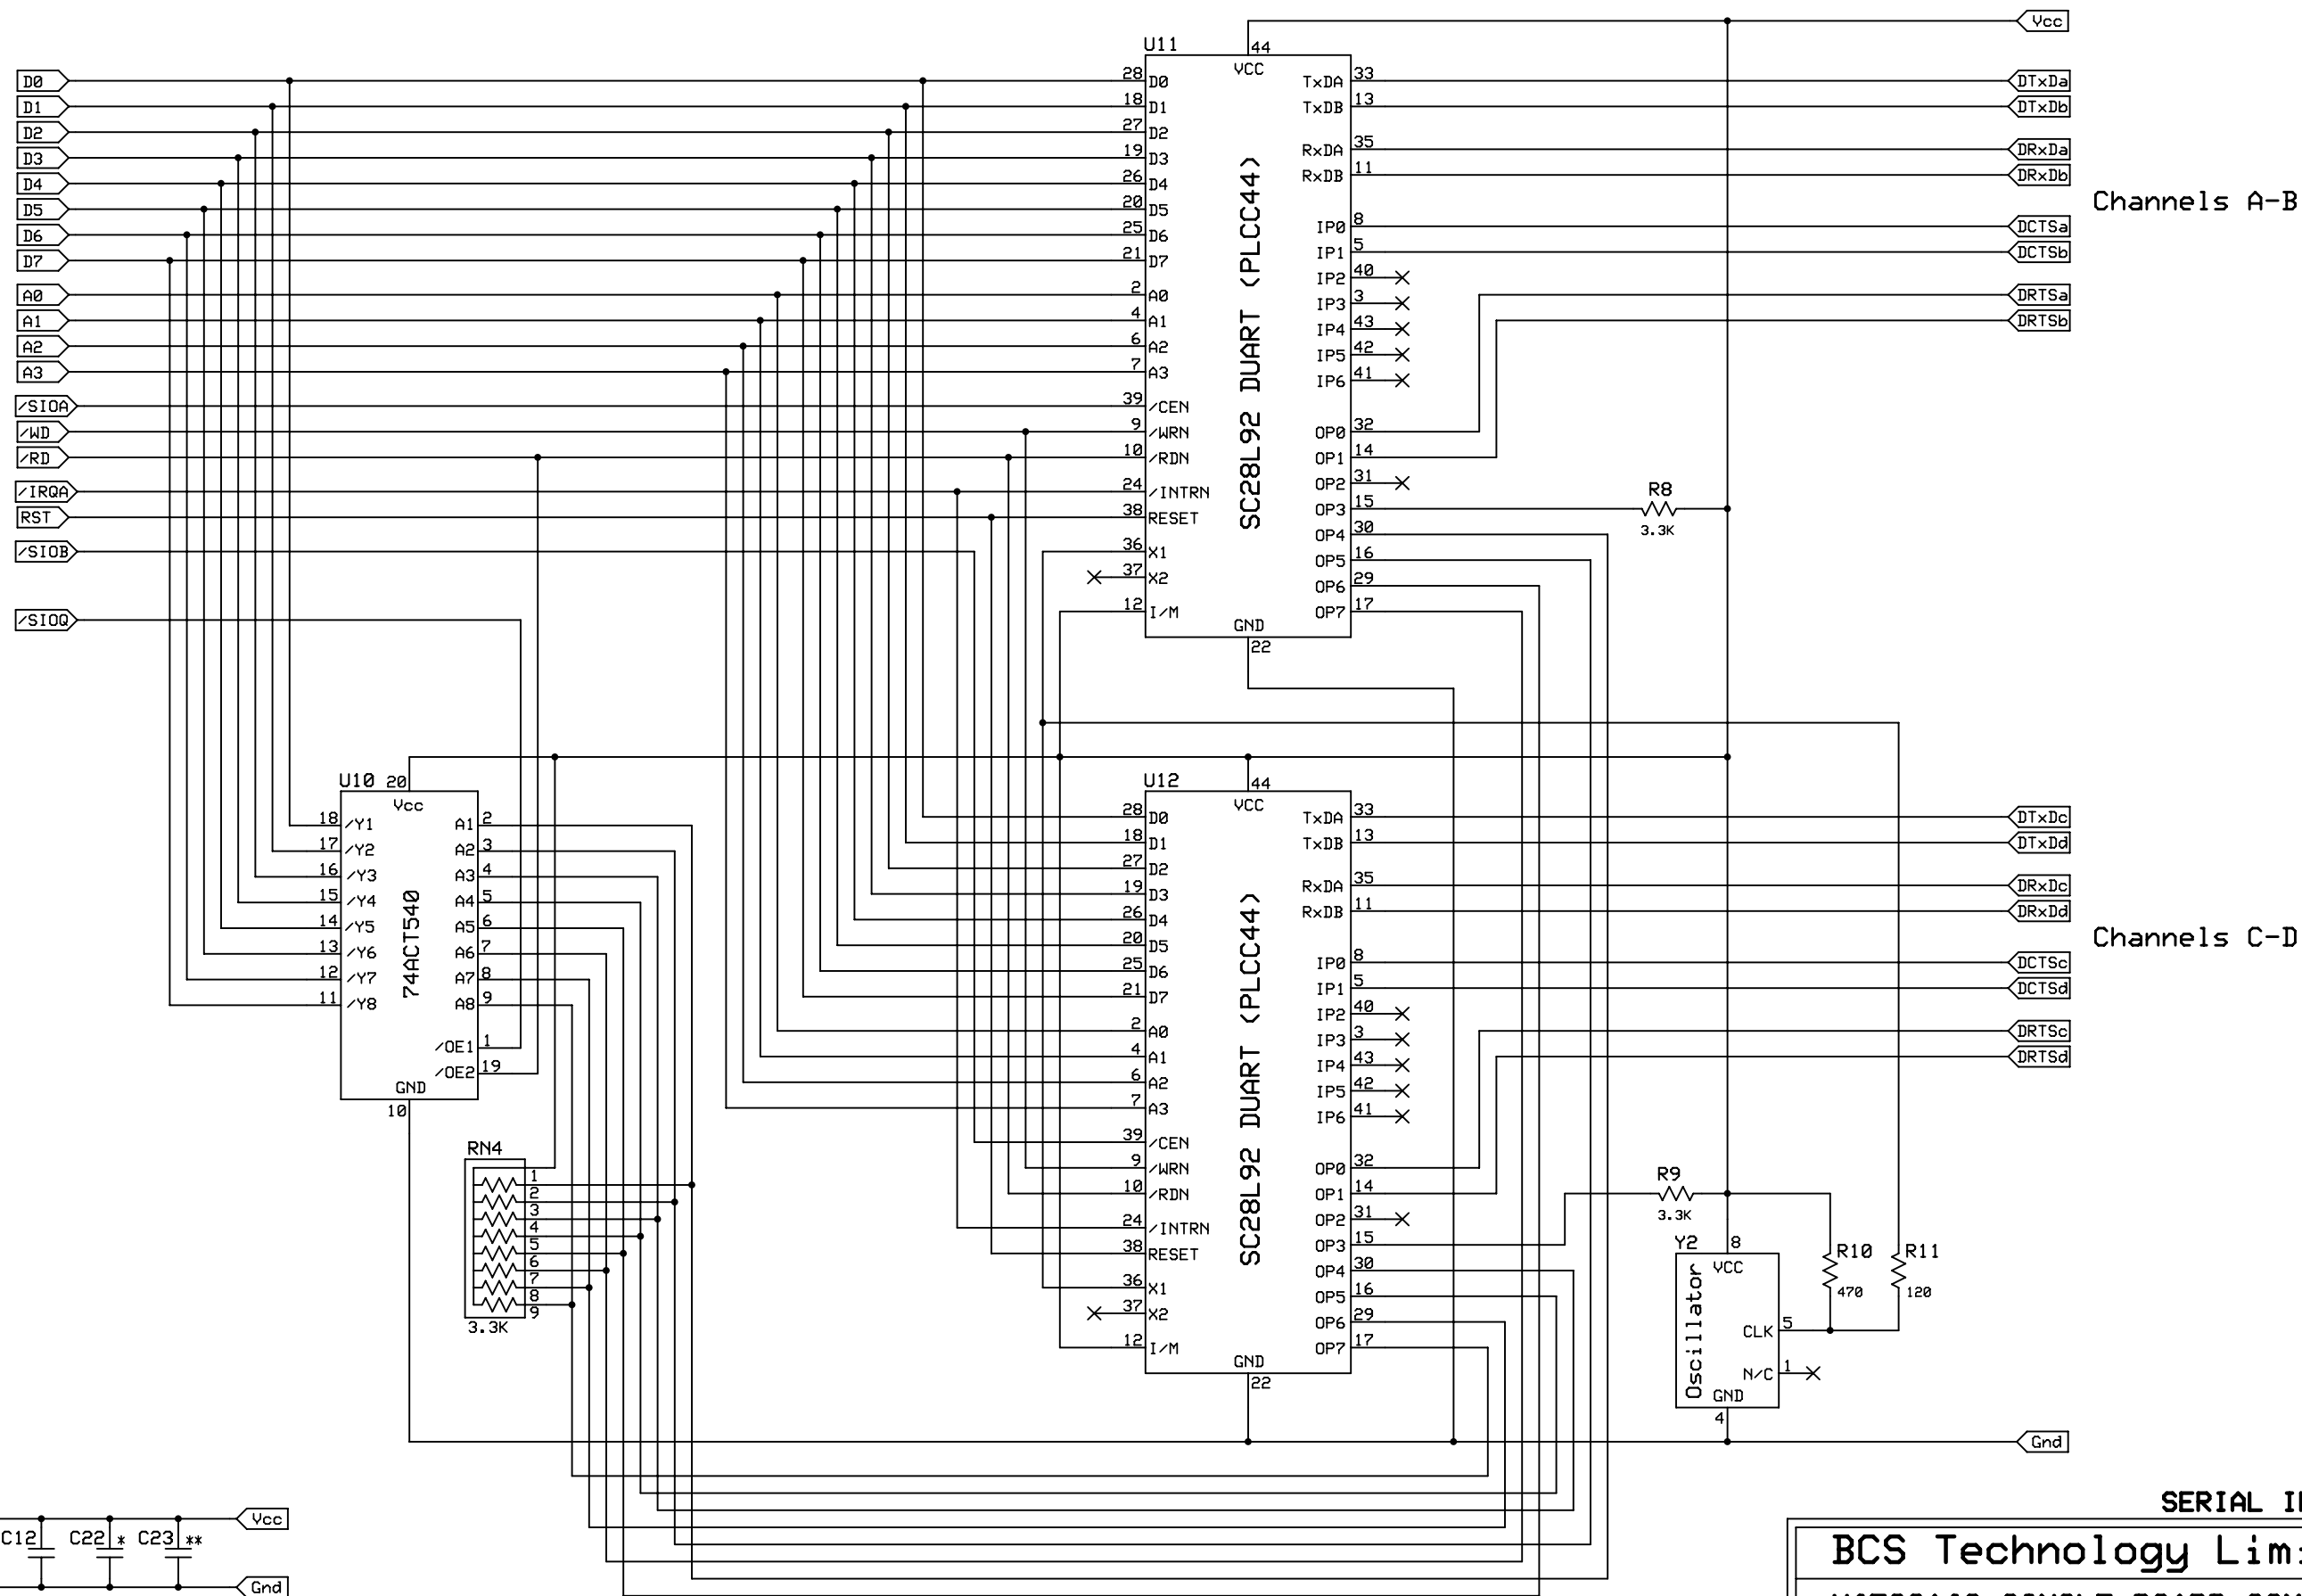 Vcc
U11
44
VCC
D0
28 D0
TxDA 33
DTxDa
D1
18 D1
TxDB 13
DTxDb
D2
27 D2
D3
19 D3
RxDA 35
DRxDa
D4
26 D4
RxDB 11
DRxDb
D5
20 D5
D6
25 D6
IP0 8
DCTSa
D7
21 D7
IP1 5
DCTSb
IP2 40
A0
2 A0
IP3 3
DRTSa
A1
4 A1
IP4 43
DRTSb
A2
6 A2
IP5 42
A3
7 A3
IP6 41
/SIOA
39 /CEN
/WD
9 /WRN
OP0 32
/RD
10 /RDN
OP1 14
/IRQA
24 /INTRN
OP2 31
RST
38 RESET
OP3 15
R8
3.3K
OP4 30
/SIOB
36 X1
OP5 16
37 X2
OP6 29
/SIOQ
12 I/M
OP7 17
GND
22
SC28L92 DUART (PLCC44)
Channels A-B
U10
20
Vcc
18 /Y1
A1 2
17 /Y2
A2 3
16 /Y3
A3 4
15 /Y4
A4 5
14 /Y5
A5 6
13 /Y6
A6 7
12 /Y7
A7 8
11 /Y8
A8 9
/OE1 1
/OE2 19
GND
10
74ACT540
RN4
1
2
3
4
5
6
7
8
9
3.3K
U12
44
VCC
28 D0
TxDA 33
DTxDc
18 D1
TxDB 13
DTxDd
27 D2
19 D3
RxDA 35
DRxDc
26 D4
RxDB 11
DRxDd
20 D5
25 D6
IP0 8
DCTSc
21 D7
IP1 5
DCTSd
IP2 40
2 A0
IP3 3
DRTSc
4 A1
IP4 43
DRTSd
6 A2
IP5 42
7 A3
IP6 41
39 /CEN
9 /WRN
OP0 32
10 /RDN
OP1 14
24 /INTRN
OP2 31
38 RESET
OP3 15
OP4 30
36 X1
OP5 16
37 X2
OP6 29
12 I/M
OP7 17
GND
22
SC28L92 DUART (PLCC44)
Channels C-D
R9
3.3K
Y2
8
VCC
Oscillator
CLK 5
N/C 1
GND
4
R10
470
R11
120
Gnd
Vcc
C12
C22 *
C23 **
Gnd
SERIAL
BCS Technology